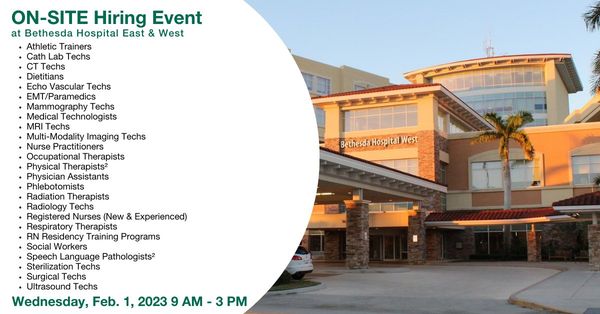 ON-SITE Hiring Event
at Bethesda Hospital East & West
• Athletic Trainers
• Cath Lab Techs
• CT Techs
• Dietitians
• Echo Vascular Techs
• EMT/Paramedics
• Mammography Techs
• Medical Technologists
• MRI Techs
• Multi-Modality Imaging Techs
• Nurse Practitioners
• Occupational Therapists
• Physical Therapists²
• Physician Assistants
• Phlebotomists
• Radiation Therapists
• Radiology Techs
• Registered Nurses (New & Experienced)
• Respiratory Therapists
• RN Residency Training Programs
• Social Workers
• Speech Language Pathologists²
• Sterilization Techs
• Surgical Techs
• Ultrasound Techs
Wednesday, Feb. 1, 2023 9 AM - 3 PM
Bethesda Hospital West